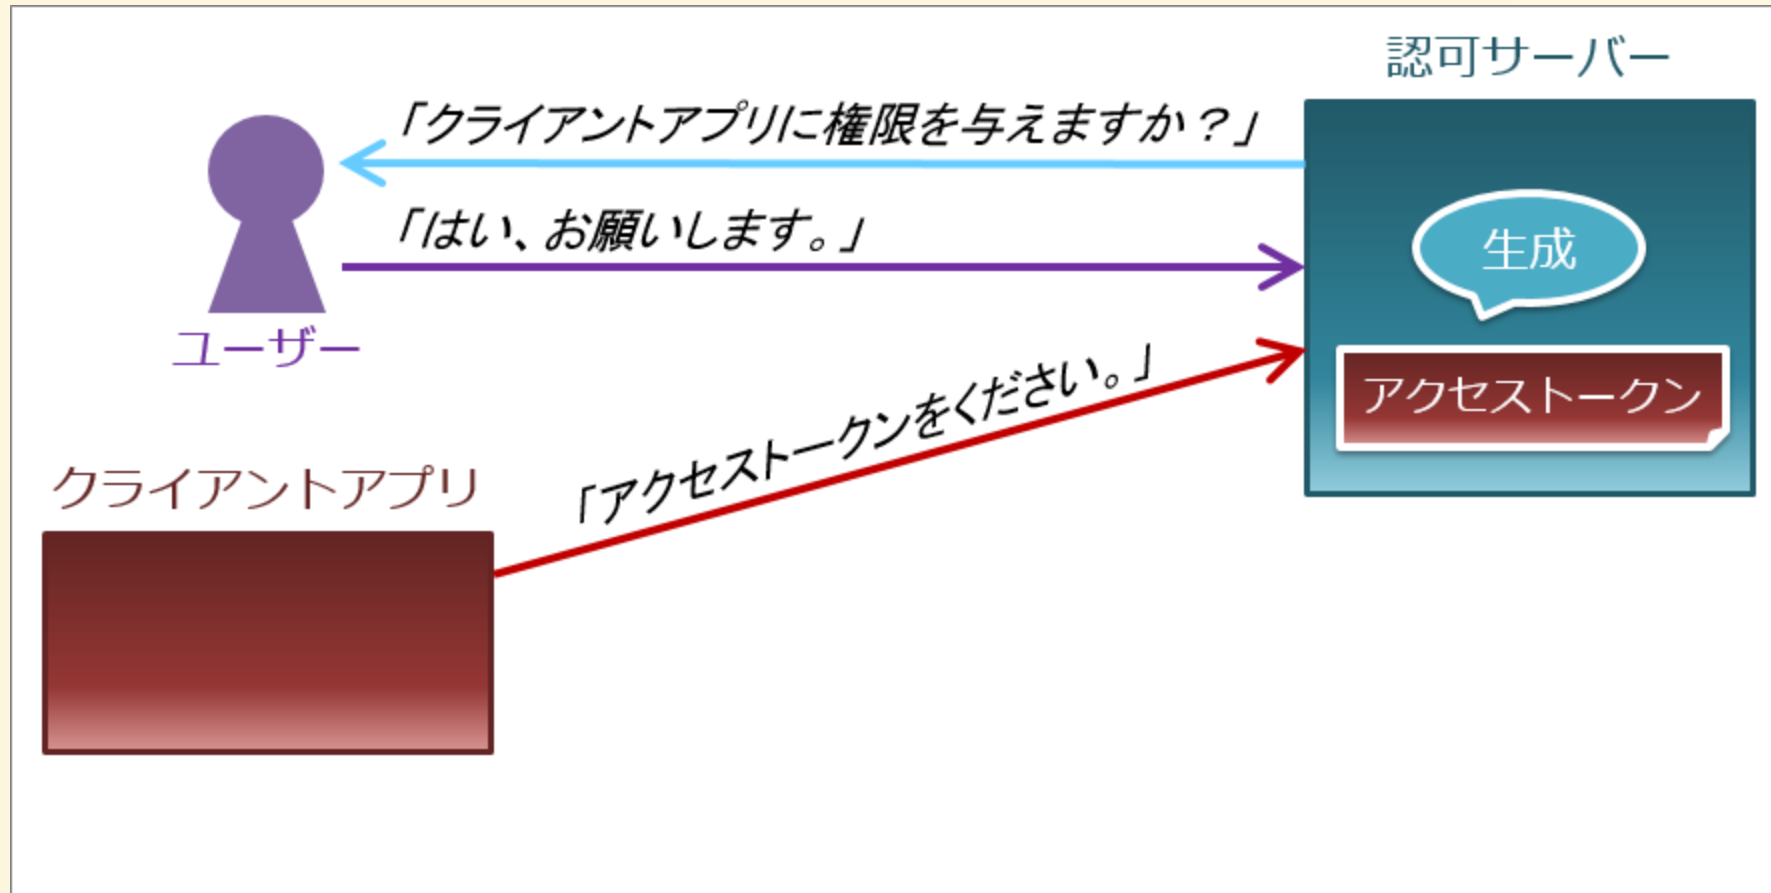 認可サーバー
「クライアントアプリに権限を与えますか？」
「はい、お願いします。」
生成
ユーザー
アクセストークン
「アクセストークンをください。」
クライアントアプリ